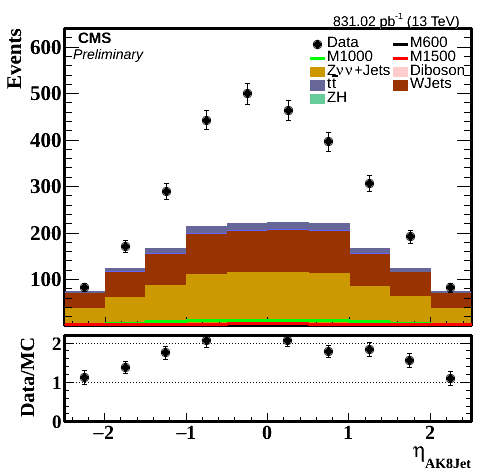 831.02 pb⁻¹ (13 TeV)
CMS
Preliminary
Data
M600
M1000
M1500
Zνν+Jets
Diboson
tt̄
WJets
ZH
Events
600
500
400
300
200
100
Data/MC
2
1
0
−2
−1
0
1
2
η AK8Jet